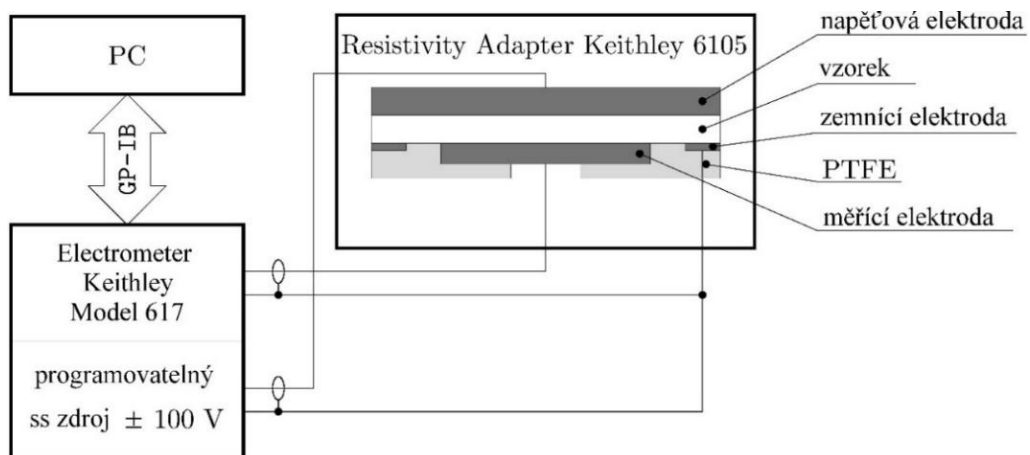 PC
GP-IB
Electrometer
Keithley
Model 617
programovatelný
ss zdroj ± 100 V
Resistivity Adapter Keithley 6105
napěťová elektroda
vzorek
zemnící elektroda
PTFE
měřící elektroda